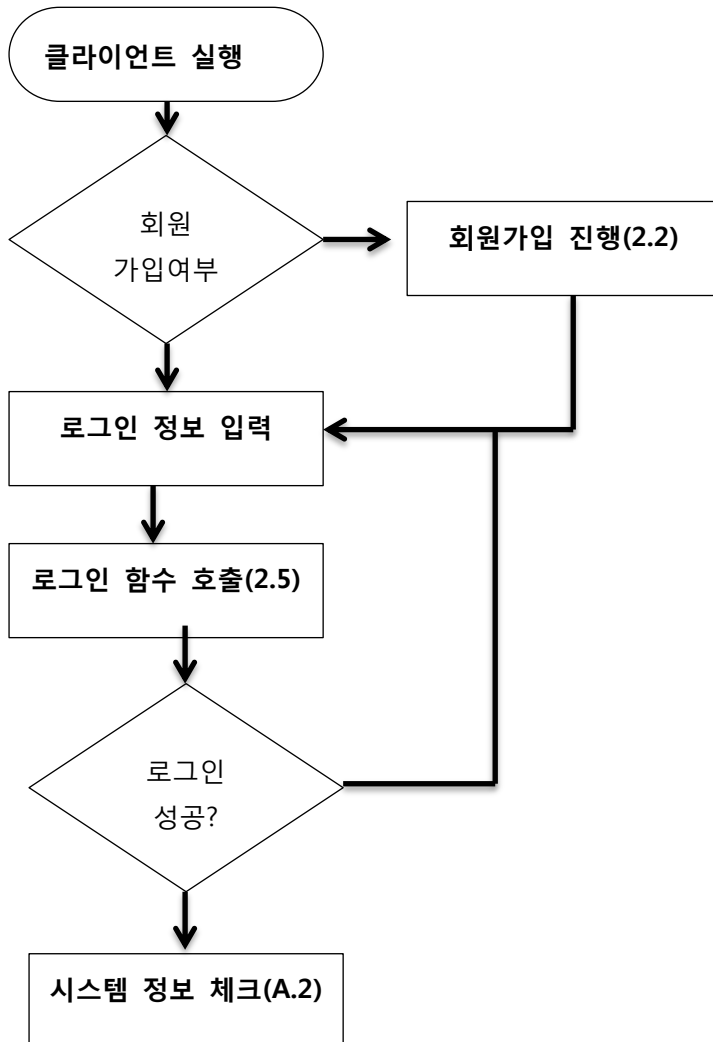 클라이언트 실행
회원
가입여부
회원가입 진행(2.2)
로그인 정보 입력
로그인 함수 호출(2.5)
로그인
성공?
시스템 정보 체크(A.2)